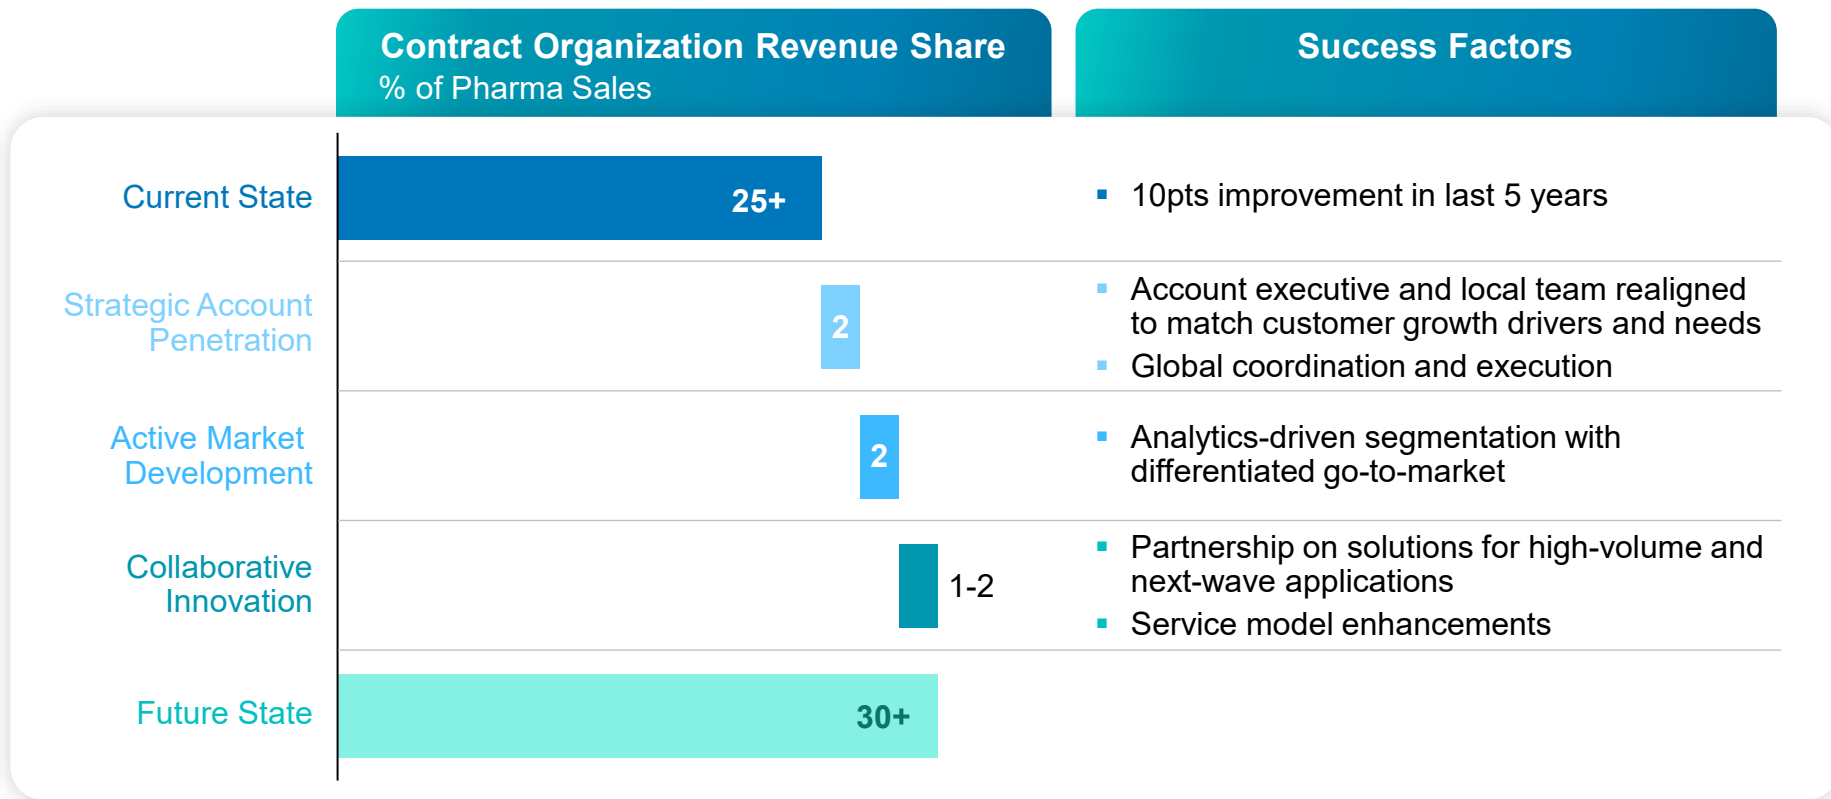 Contract Organization Revenue Share
% of Pharma Sales
Success Factors
Current State
25+
▪ 10pts improvement in last 5 years
Strategic Account
Penetration
2
▪ Account executive and local team realigned
to match customer growth drivers and needs
▪ Global coordination and execution
Active Market
Development
2
▪ Analytics-driven segmentation with
differentiated go-to-market
Collaborative
Innovation
1-2
▪ Partnership on solutions for high-volume and
next-wave applications
▪ Service model enhancements
Future State
30+